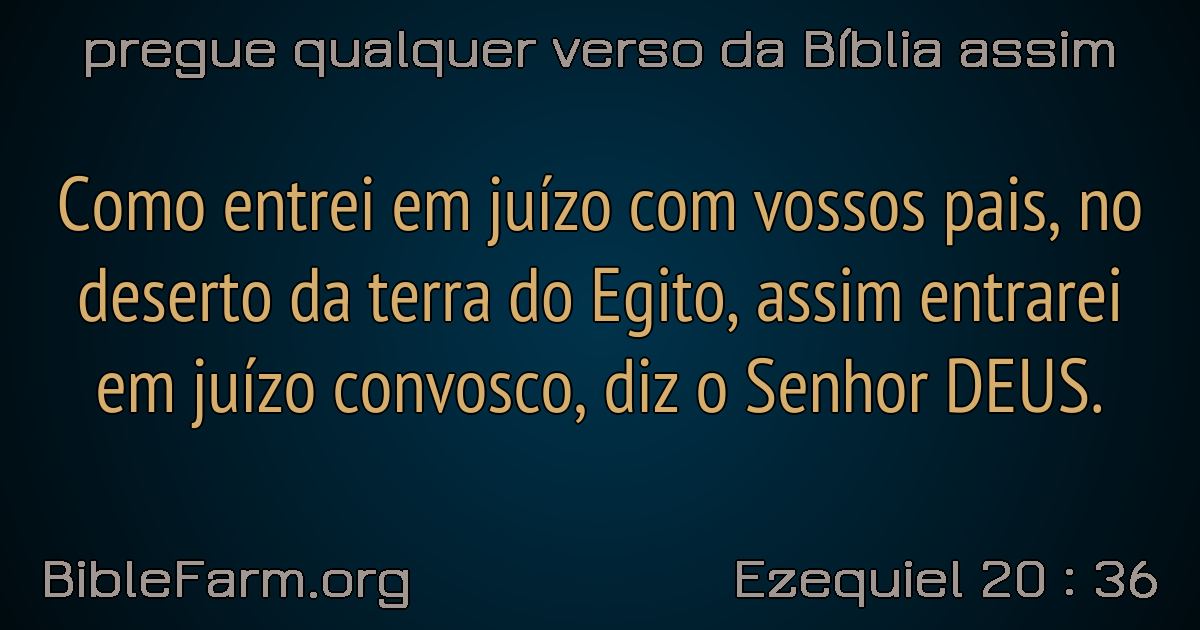 pregue qualquer verso da Bíblia assim
Como entrei em juízo com vossos pais, no
deserto da terra do Egito, assim entrarei
em juízo convosco, diz o Senhor DEUS.
BibleFarm.org
Ezequiel 20 : 36